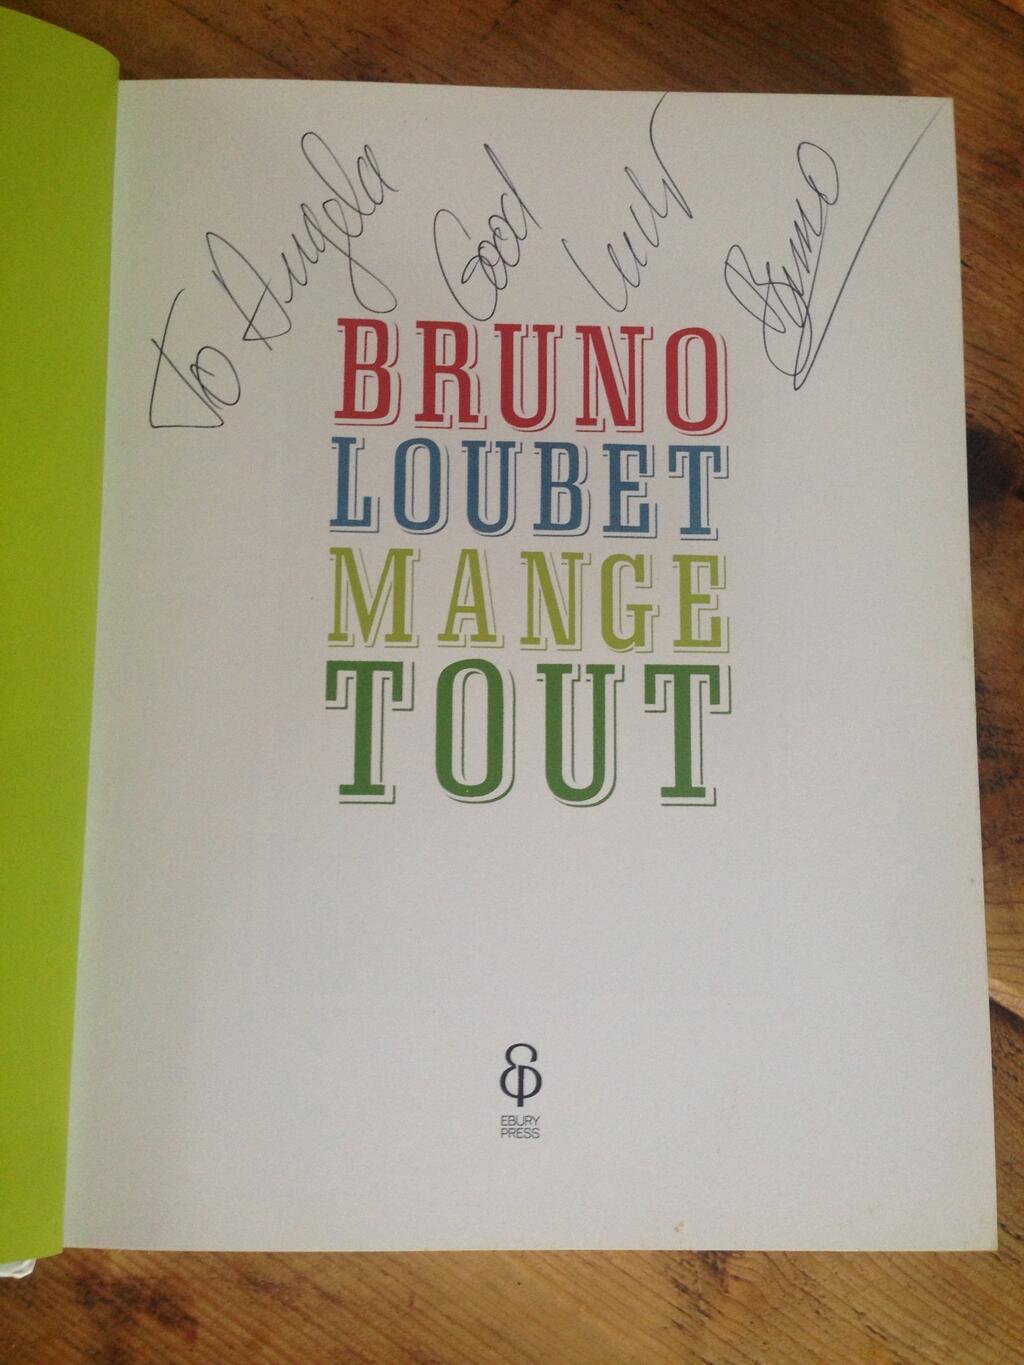 To Angela Good Luck Bruno
BRUNO
LOUBET
MANGE
TOUT
EBURY
PRESS